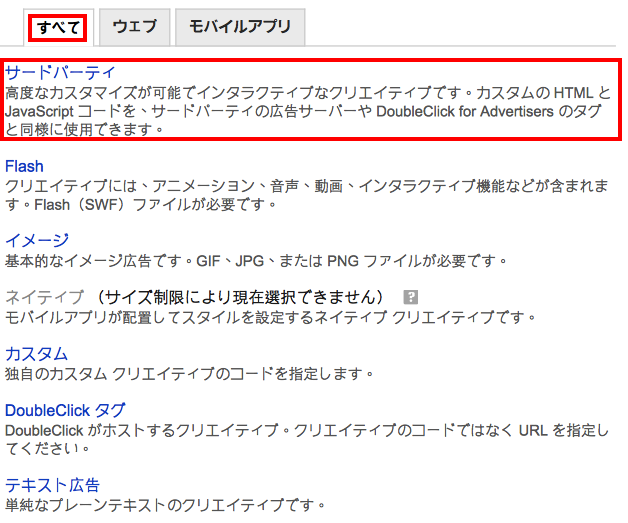 すべて ウェブ モバイルアプリ
サードパーティ
高度なカスタマイズが可能でインタラクティブなクリエイティブです。カスタムの HTML と
JavaScript コードを、サードパーティの広告サーバーや DoubleClick for Advertisers のタグ
と同様に使用できます。
Flash
クリエイティブには、アニメーション、音声、動画、インタラクティブ機能などが含まれま
す。Flash（SWF）ファイルが必要です。
イメージ
基本的なイメージ広告です。GIF、JPG、または PNG ファイルが必要です。
ネイティブ （サイズ制限により現在選択できません） ?
モバイルアプリが配置してスタイルを設定するネイティブ クリエイティブです。
カスタム
独自のカスタム クリエイティブのコードを指定します。
DoubleClick タグ
DoubleClick がホストするクリエイティブ。クリエイティブのコードではなく URL を指定し
てください。
テキスト広告
単純なプレーンテキストのクリエイティブです。